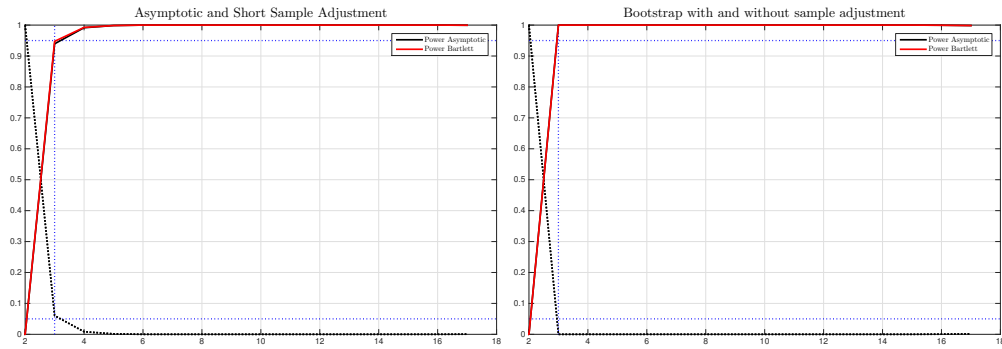 Asymptotic and Short Sample Adjustment
1
0.9
0.8
0.7
0.6
0.5
0.4
0.3
0.2
0.1
0
2 4 6 8 10 12 14 16 18
Power Asymptotic
Power Bartlett
Bootstrap with and without sample adjustment
1
0.9
0.8
0.7
0.6
0.5
0.4
0.3
0.2
0.1
0
2 4 6 8 10 12 14 16 18
Power Asymptotic
Power Bartlett